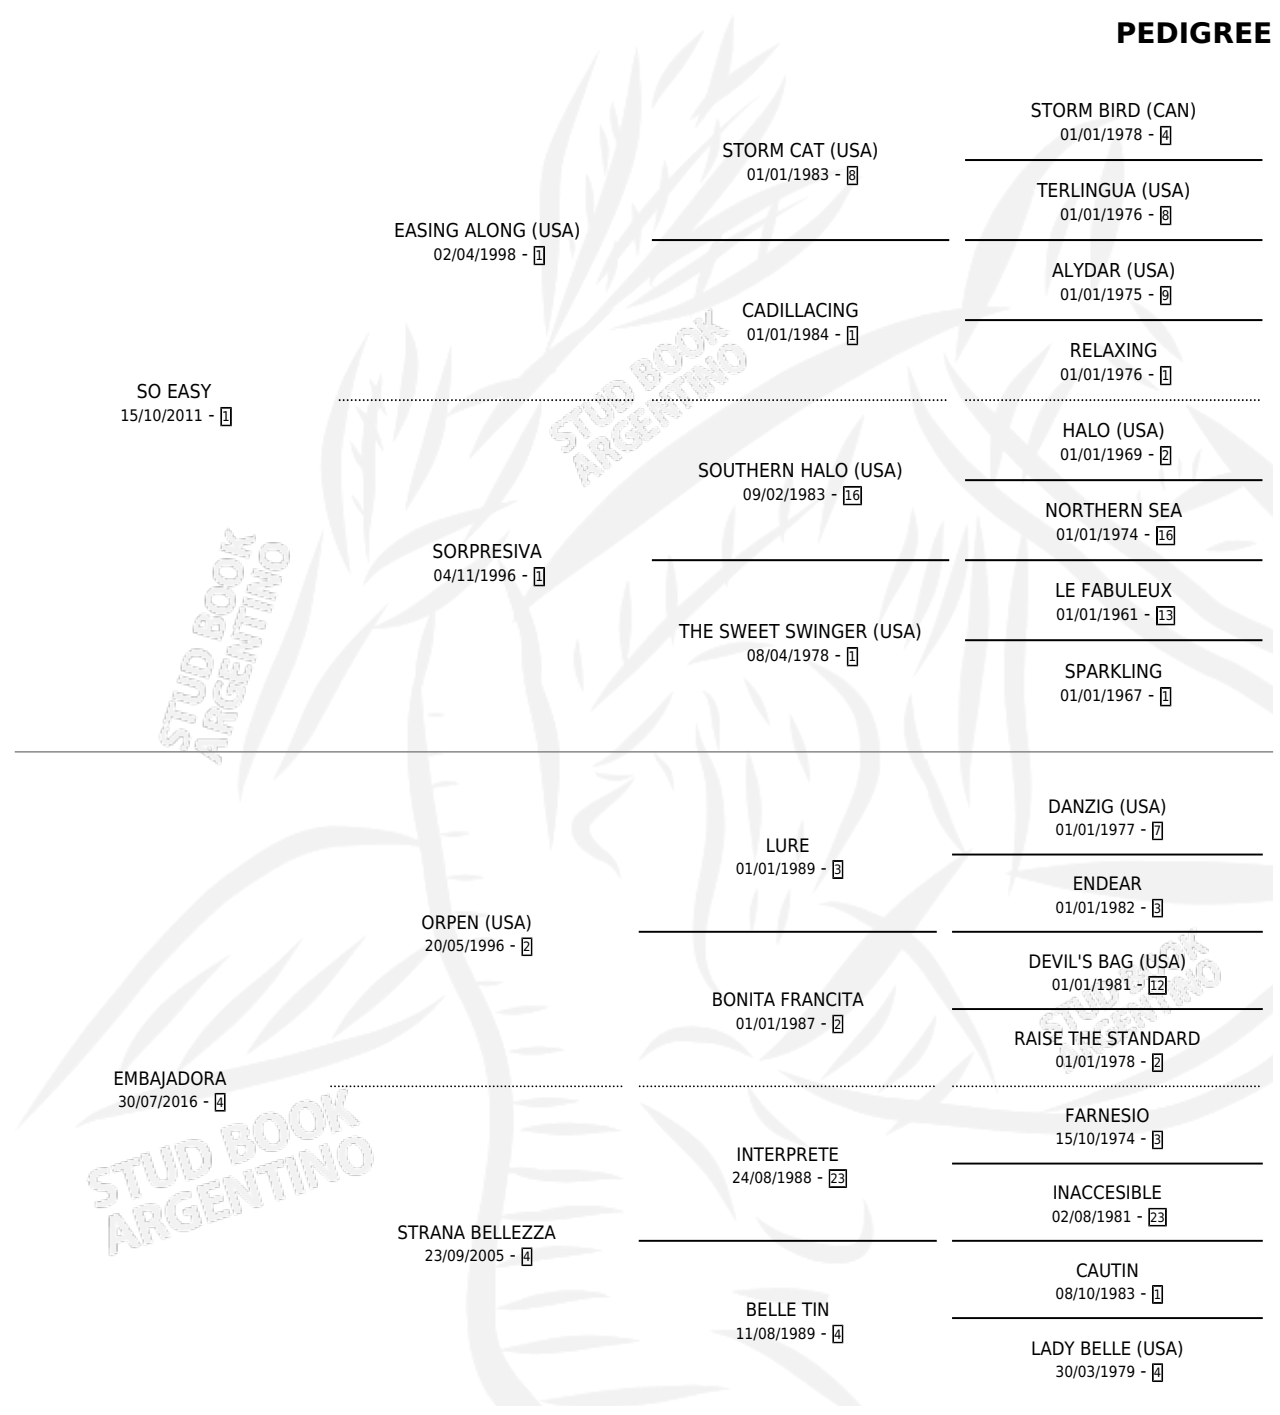 PEDIGREE
STORM BIRD (CAN)
01/01/1978 - 4
STORM CAT (USA)
01/01/1983 - 8
TERLINGUA (USA)
01/01/1976 - 8
EASING ALONG (USA)
02/04/1998 - 1
ALYDAR (USA)
01/01/1975 - 9
CADILLACING
01/01/1984 - 1
RELAXING
01/01/1976 - 1
SO EASY
15/10/2011 - 1
HALO (USA)
01/01/1969 - 2
SOUTHERN HALO (USA)
09/02/1983 - 16
NORTHERN SEA
01/01/1974 - 16
SORPRESIVA
04/11/1996 - 1
LE FABULEUX
01/01/1961 - 13
THE SWEET SWINGER (USA)
08/04/1978 - 1
SPARKLING
01/01/1967 - 1
DANZIG (USA)
01/01/1977 - 7
LURE
01/01/1989 - 3
ENDEAR
01/01/1982 - 3
ORPEN (USA)
20/05/1996 - 2
DEVIL'S BAG (USA)
01/01/1981 - 12
BONITA FRANCITA
01/01/1987 - 2
RAISE THE STANDARD
01/01/1978 - 2
EMBAJADORA
30/07/2016 - 4
FARNESIO
15/10/1974 - 3
INTERPRETE
24/08/1988 - 23
INACCESIBLE
02/08/1981 - 23
STRANA BELLEZZA
23/09/2005 - 4
CAUTIN
08/10/1983 - 1
BELLE TIN
11/08/1989 - 4
LADY BELLE (USA)
30/03/1979 - 4
STUD BOOK
ARGENTINO
STUD BOOK
ARGENTINO
STUD BOOK
ARGENTINO
STUD BOOK
ARGENTINO